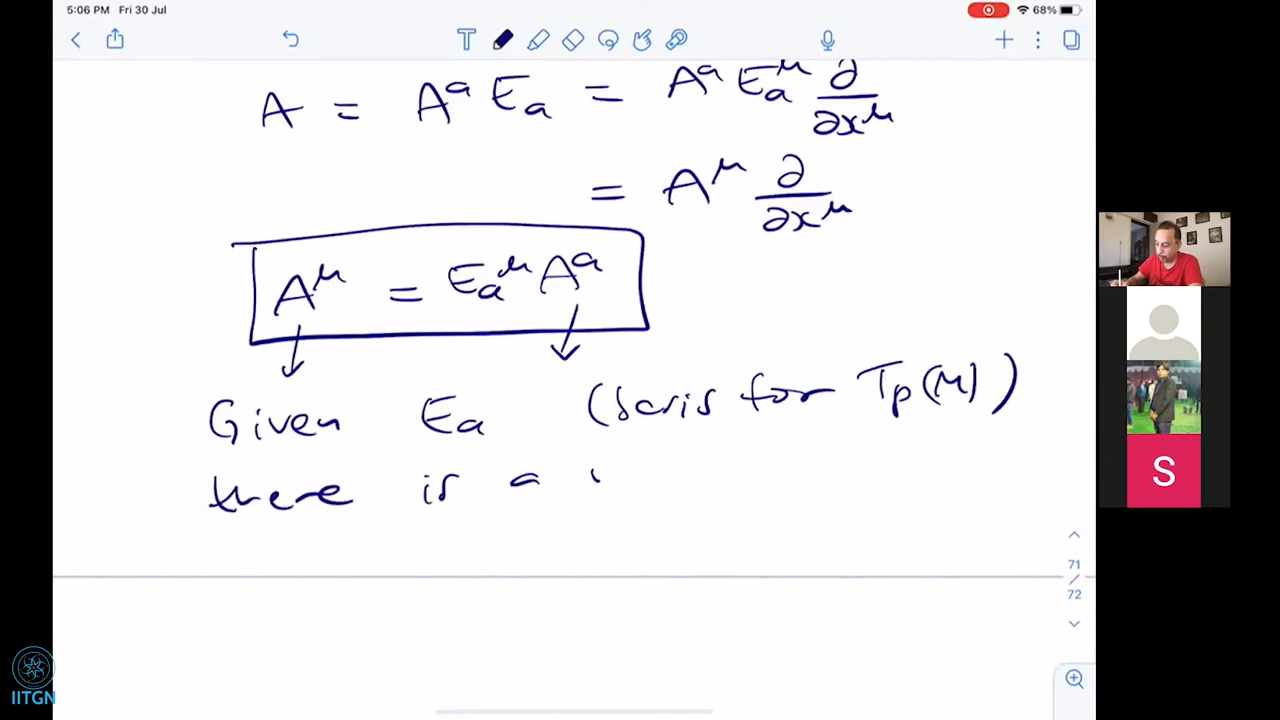 5:06 PM Fri 30 Jul
68%
T
A = A^a E_a = A^a E_a^μ ∂/∂x^μ
= A^μ ∂/∂x^μ
A^μ = E_a^μ A^a
Given E_a (basis for T_p(M))
there is a
71
/
72
S
IITGN